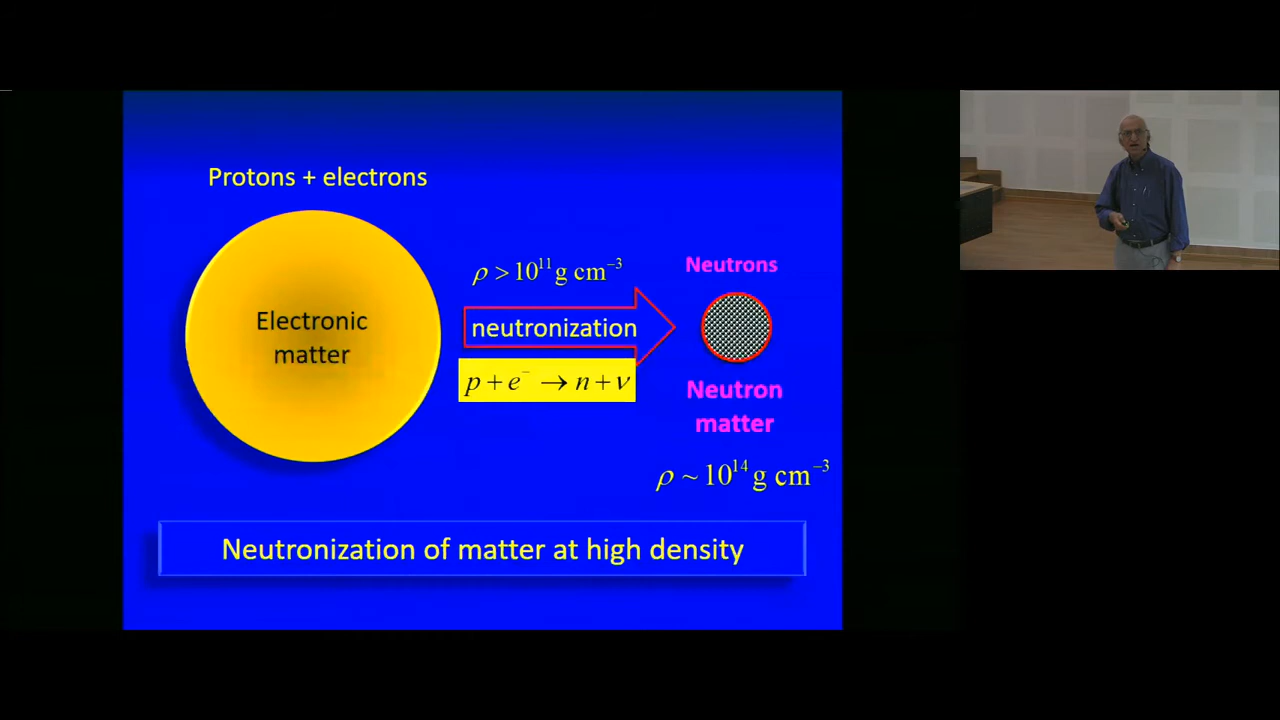 Protons + electrons
Electronic
matter
ρ > 10¹¹ g cm⁻³
neutronization
p + e⁻ → n + ν
Neutrons
Neutron
matter
ρ ~ 10¹⁴ g cm⁻³
Neutronization of matter at high density